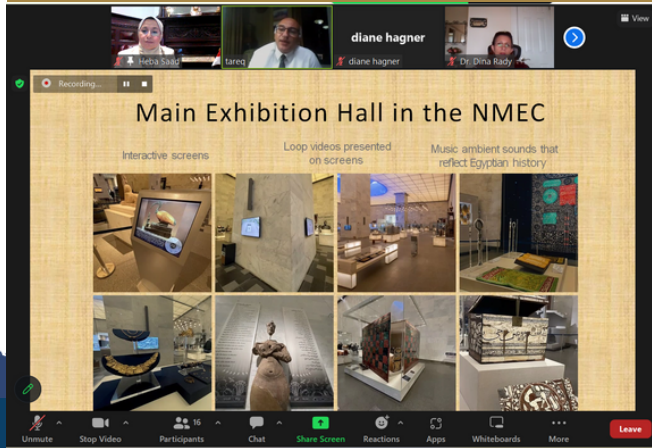 View
Heba Saad
tareq
diane hagner
diane hagner
Dr. Dina Rady
Recording...
Main Exhibition Hall in the NMEC
Interactive screens
Loop videos presented
on screens
Music ambient sounds that
reflect Egyptian history
Unmute
Stop Video
Participants
16
Chat
Share Screen
Reactions
Apps
Whiteboards
More
Leave